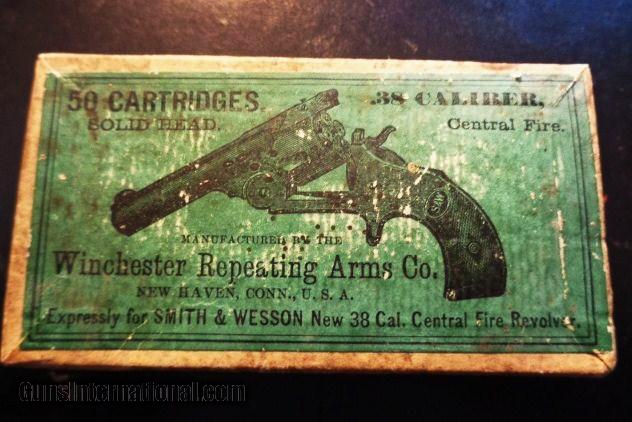 50 CARTRIDGES. .38 CALIBER,
SOLID HEAD. Central Fire.
S&W
MANUFACTURED BY THE
Winchester Repeating Arms Co.
NEW HAVEN, CONN., U. S. A.
Expressly for SMITH & WESSON New 38 Cal. Central Fire Revolver.
GunsInternational.com